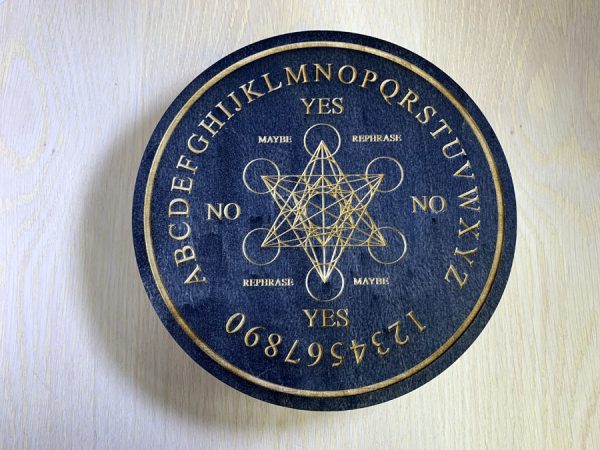 ABCDEFGHIJKLMNOPQRSTUVWXYZ
YES
MAYBE REPHRASE
NO NO
REPHRASE MAYBE
YES
1234567890